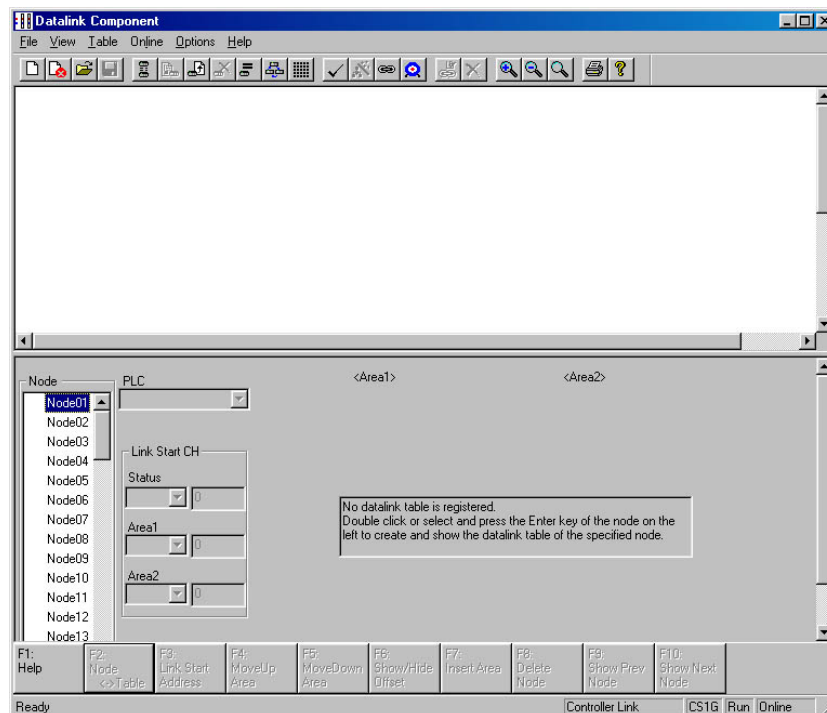 Datalink Component
File View Table Online Options Help
Node
PLC
<Area1>
<Area2>
Node01
Node02
Node03
Node04
Node05
Node06
Node07
Node08
Node09
Node10
Node11
Node12
Node13
Link Start CH
Status
0
Area1
0
Area2
0
No datalink table is registered.
Double click or select and press the Enter key of the node on the
left to create and show the datalink table of the specified node.
F1:
Help
F2:
Node
<->Table
F3:
Link Start
Address
F4:
MoveUp
Area
F5:
MoveDown
Area
F6:
Show/Hide
Offset
F7:
Insert Area
F8:
Delete
Node
F9:
Show Prev
Node
F10:
Show Next
Node
Ready
Controller Link
CS1G
Run
Online